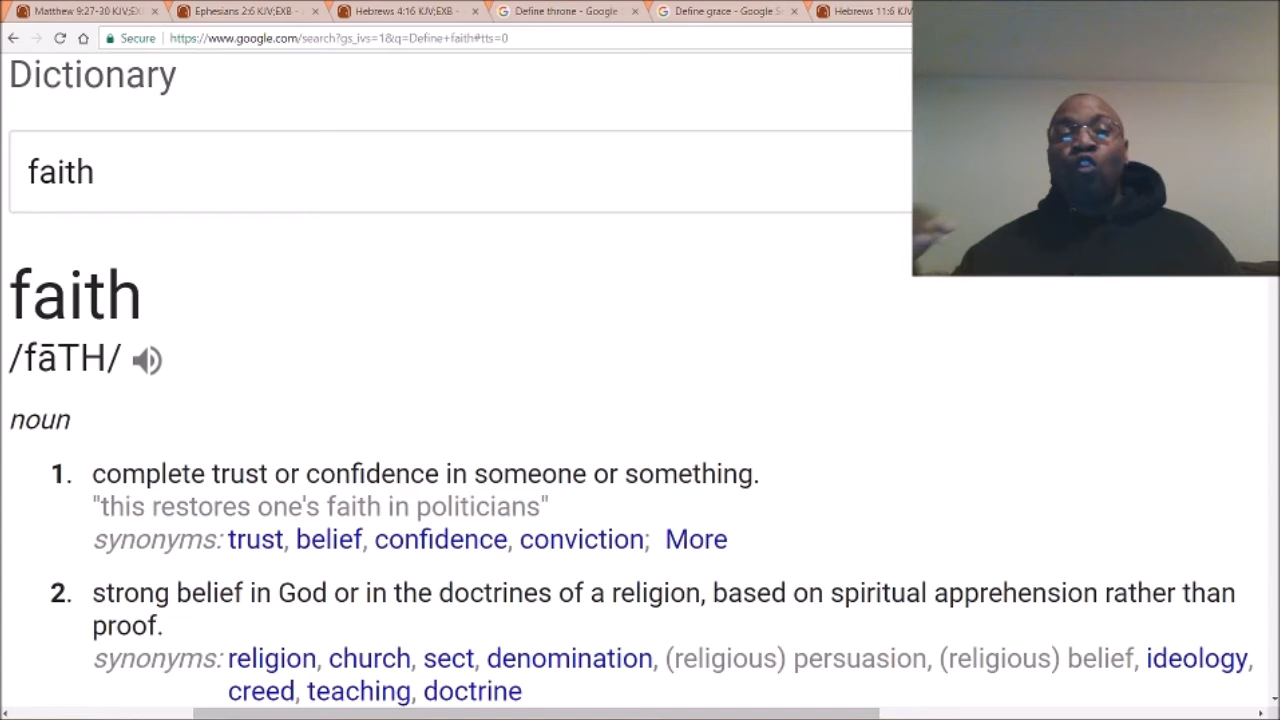 Matthew 9:27-30 KJV;EX
Ephesians 2:6 KJV;EXB -
Hebrews 4:16 KJV;EXB -
Define throne - Google
Define grace - Google S
Hebrews 11:6 KJV
Secure
https://www.google.com/search?gs_ivs=1&q=Define+faith#tts=0
Dictionary
faith
faith
/fāTH/
noun
1. complete trust or confidence in someone or something.
"this restores one's faith in politicians"
synonyms: trust, belief, confidence, conviction; More
2. strong belief in God or in the doctrines of a religion, based on spiritual apprehension rather than
proof.
synonyms: religion, church, sect, denomination, (religious) persuasion, (religious) belief, ideology,
creed, teaching, doctrine